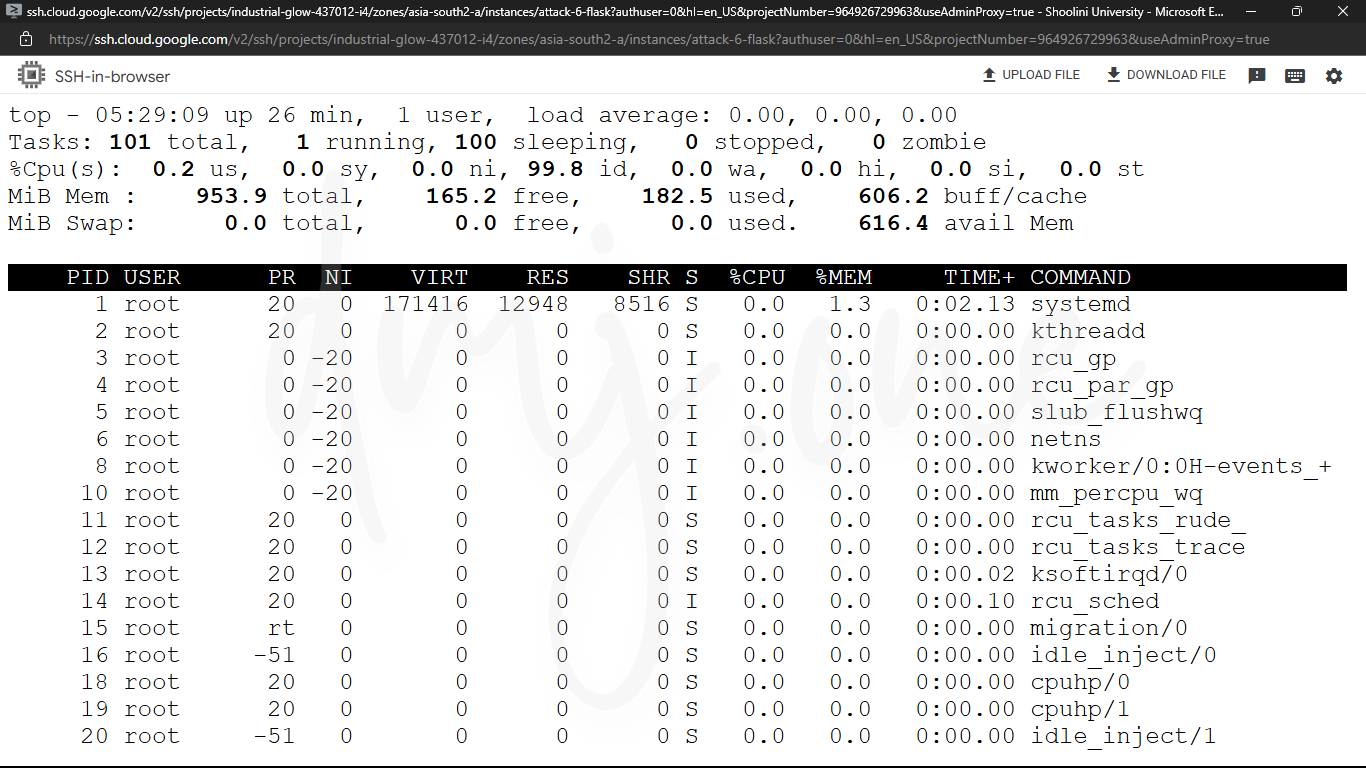 ssh.cloud.google.com/v2/ssh/projects/industrial-glow-437012-i4/zones/asia-south2-a/instances/attack-6-flask?authuser=0&hl=en_US&projectNumber=964926729963&useAdminProxy=true - Shoolini University - Microsoft E...
https://ssh.cloud.google.com/v2/ssh/projects/industrial-glow-437012-i4/zones/asia-south2-a/instances/attack-6-flask?authuser=0&hl=en_US&projectNumber=964926729963&useAdminProxy=true
SSH-in-browser UPLOAD FILE DOWNLOAD FILE
top - 05:29:09 up 26 min, 1 user, load average: 0.00, 0.00, 0.00
Tasks: 101 total, 1 running, 100 sleeping, 0 stopped, 0 zombie
%Cpu(s): 0.2 us, 0.0 sy, 0.0 ni, 99.8 id, 0.0 wa, 0.0 hi, 0.0 si, 0.0 st
MiB Mem : 953.9 total, 165.2 free, 182.5 used, 606.2 buff/cache
MiB Swap: 0.0 total, 0.0 free, 0.0 used. 616.4 avail Mem
PID USER PR NI VIRT RES SHR S %CPU %MEM TIME+ COMMAND
1 root 20 0 171416 12948 8516 S 0.0 1.3 0:02.13 systemd
2 root 20 0 0 0 0 S 0.0 0.0 0:00.00 kthreadd
3 root 0 -20 0 0 0 I 0.0 0.0 0:00.00 rcu_gp
4 root 0 -20 0 0 0 I 0.0 0.0 0:00.00 rcu_par_gp
5 root 0 -20 0 0 0 I 0.0 0.0 0:00.00 slub_flushwq
6 root 0 -20 0 0 0 I 0.0 0.0 0:00.00 netns
8 root 0 -20 0 0 0 I 0.0 0.0 0:00.00 kworker/0:0H-events_+
10 root 0 -20 0 0 0 I 0.0 0.0 0:00.00 mm_percpu_wq
11 root 20 0 0 0 0 S 0.0 0.0 0:00.00 rcu_tasks_rude_
12 root 20 0 0 0 0 S 0.0 0.0 0:00.00 rcu_tasks_trace
13 root 20 0 0 0 0 S 0.0 0.0 0:00.02 ksoftirqd/0
14 root 20 0 0 0 0 I 0.0 0.0 0:00.10 rcu_sched
15 root rt 0 0 0 0 S 0.0 0.0 0:00.00 migration/0
16 root -51 0 0 0 0 S 0.0 0.0 0:00.00 idle_inject/0
18 root 20 0 0 0 0 S 0.0 0.0 0:00.00 cpuhp/0
19 root 20 0 0 0 0 S 0.0 0.0 0:00.00 cpuhp/1
20 root -51 0 0 0 0 S 0.0 0.0 0:00.00 idle_inject/1
dmj.one